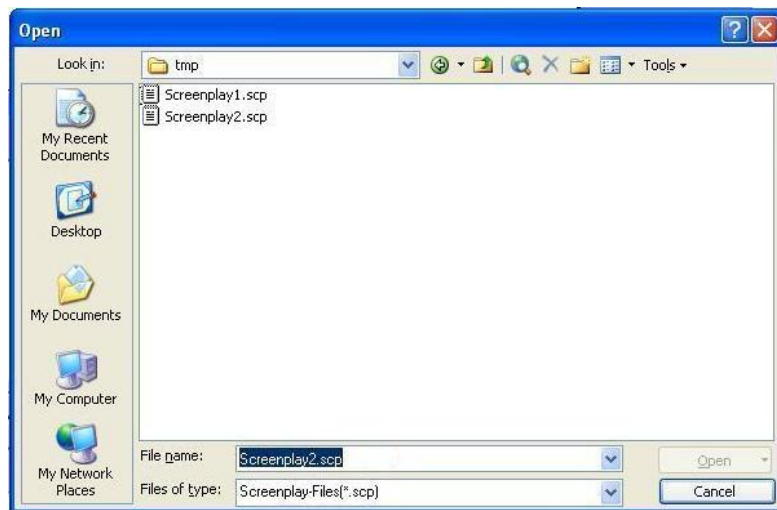 Open
Look in:
tmp
Tools
Screenplay1.scp
Screenplay2.scp
My Recent
Documents
Desktop
My Documents
My Computer
My Network
Places
File name:
Screenplay2.scp
Open
Files of type:
Screenplay-Files(*.scp)
Cancel